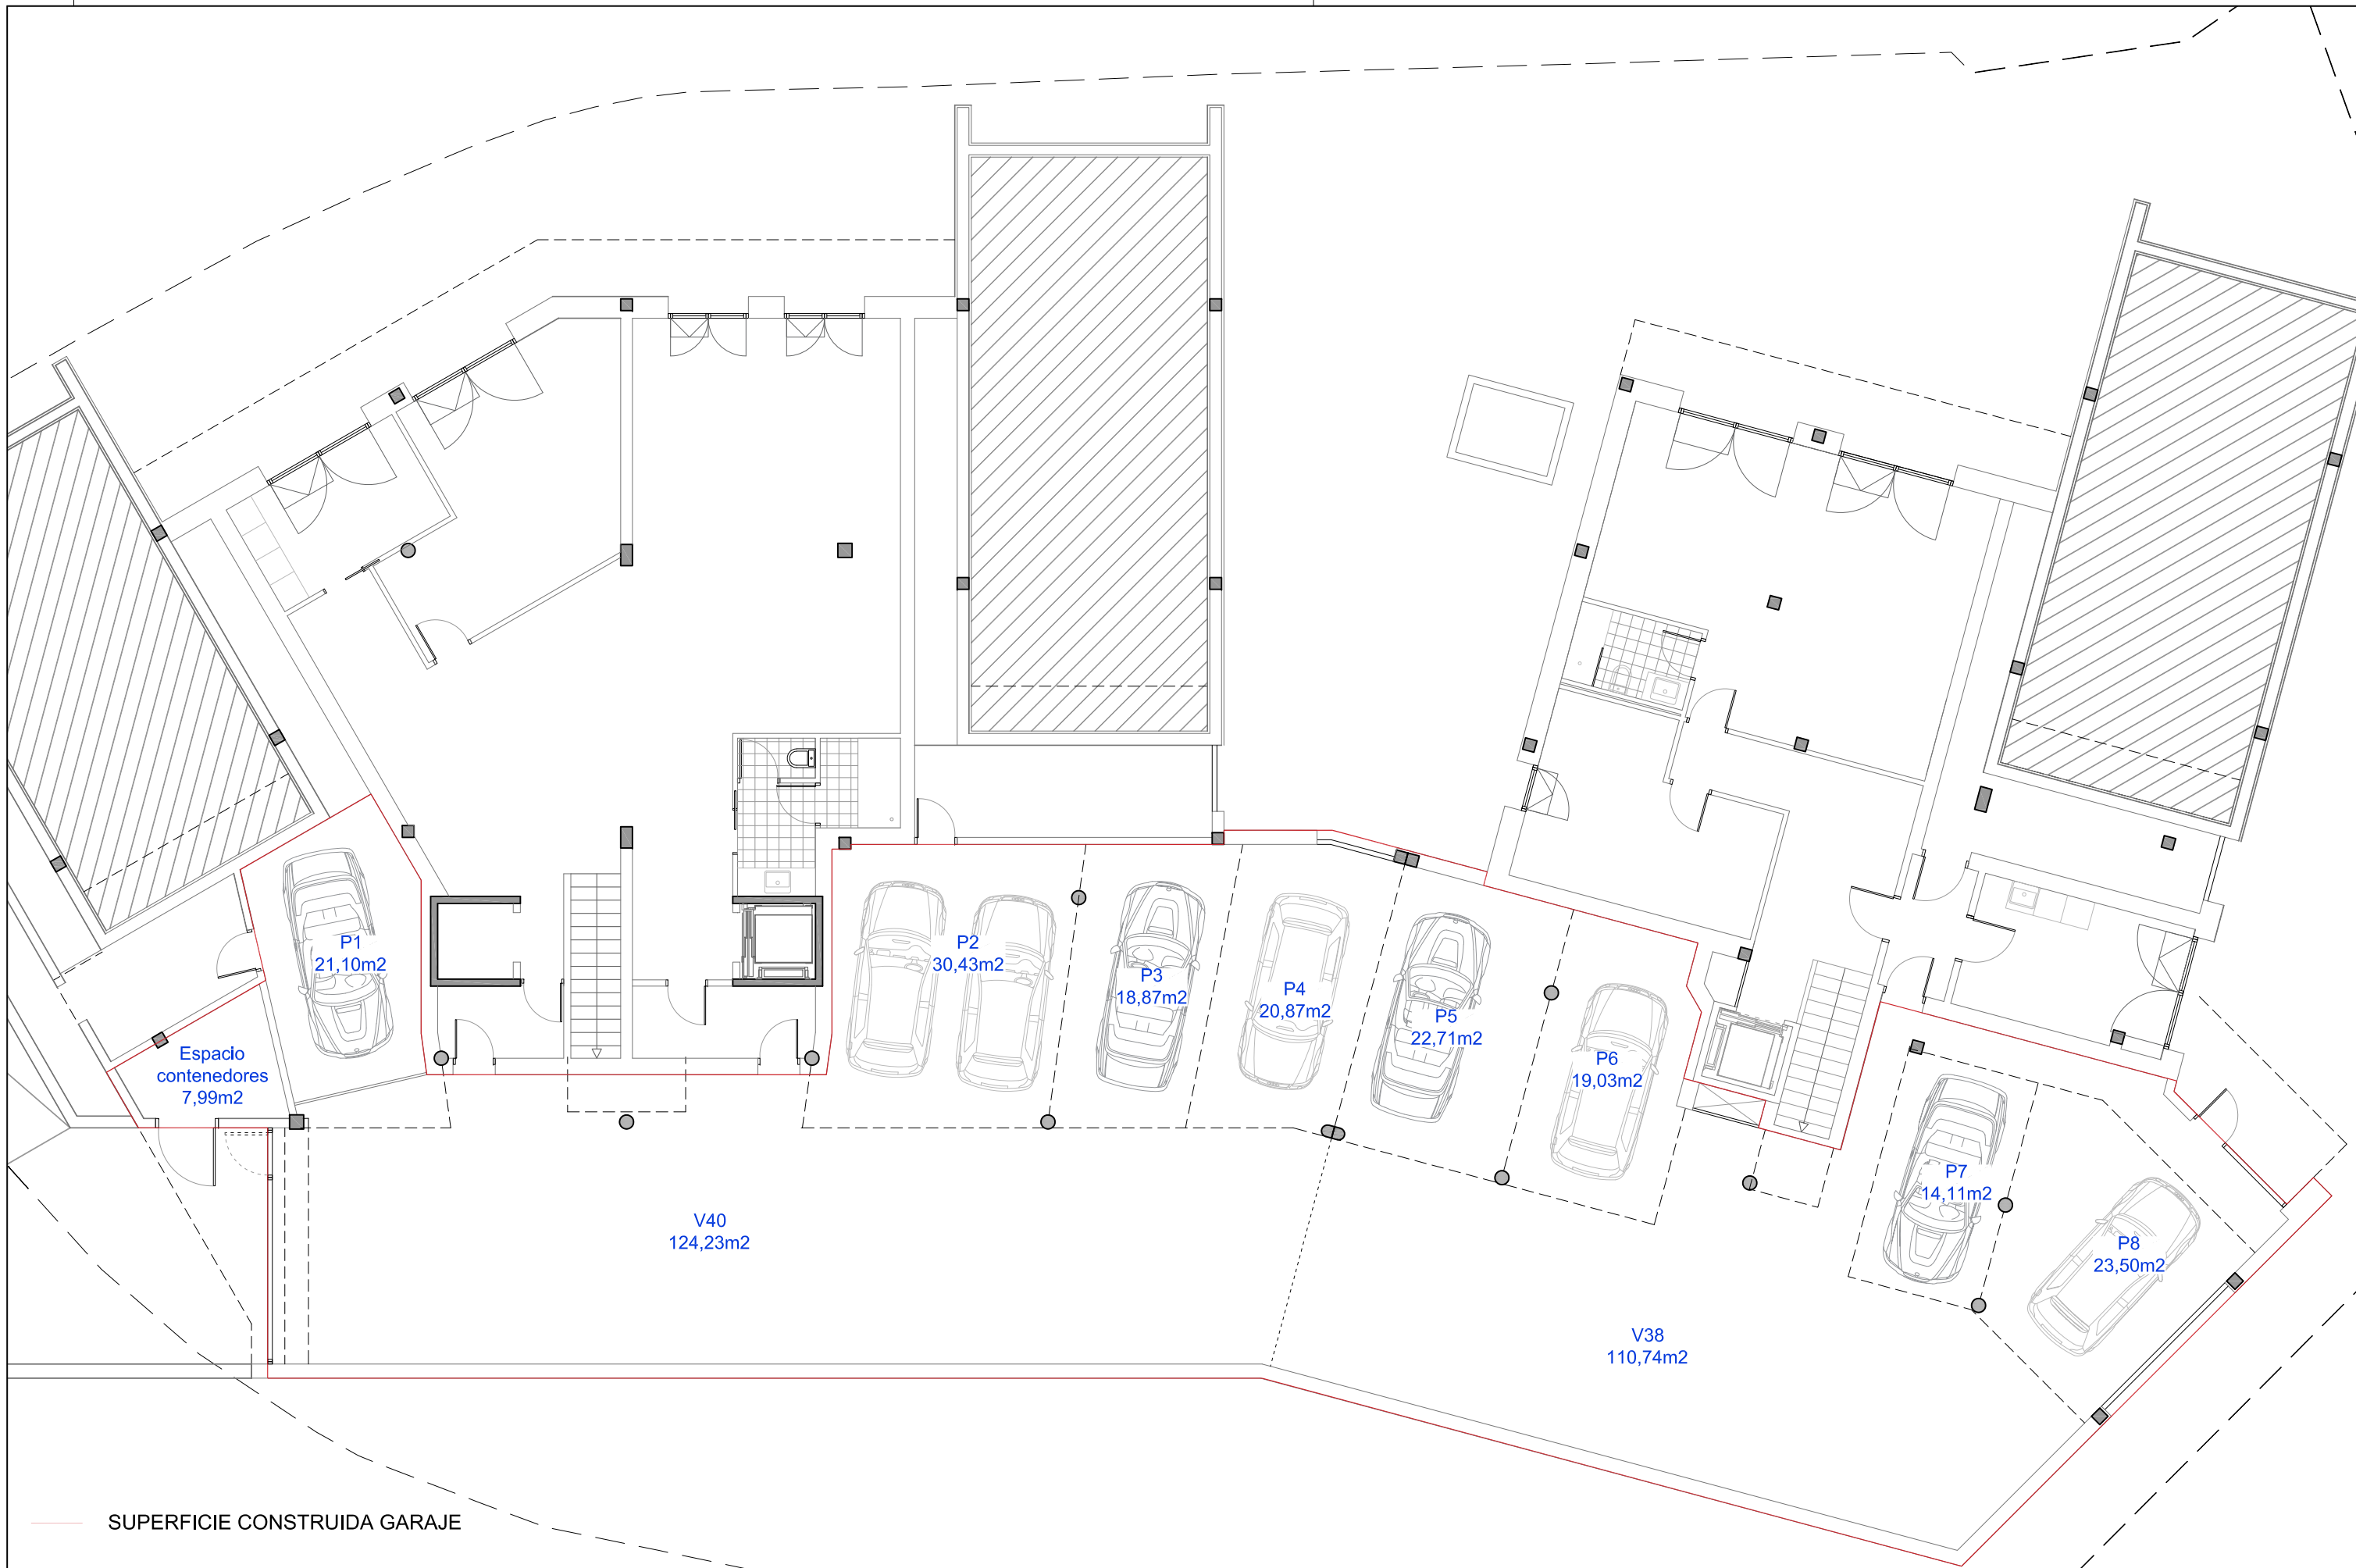 P1
21,10m2
P2
30,43m2
P3
18,87m2
P4
20,87m2
P5
22,71m2
P6
19,03m2
Espacio
contenedores
7,99m2
P7
14,11m2
P8
23,50m2
V40
124,23m2
V38
110,74m2
SUPERFICIE CONSTRUIDA GARAJE